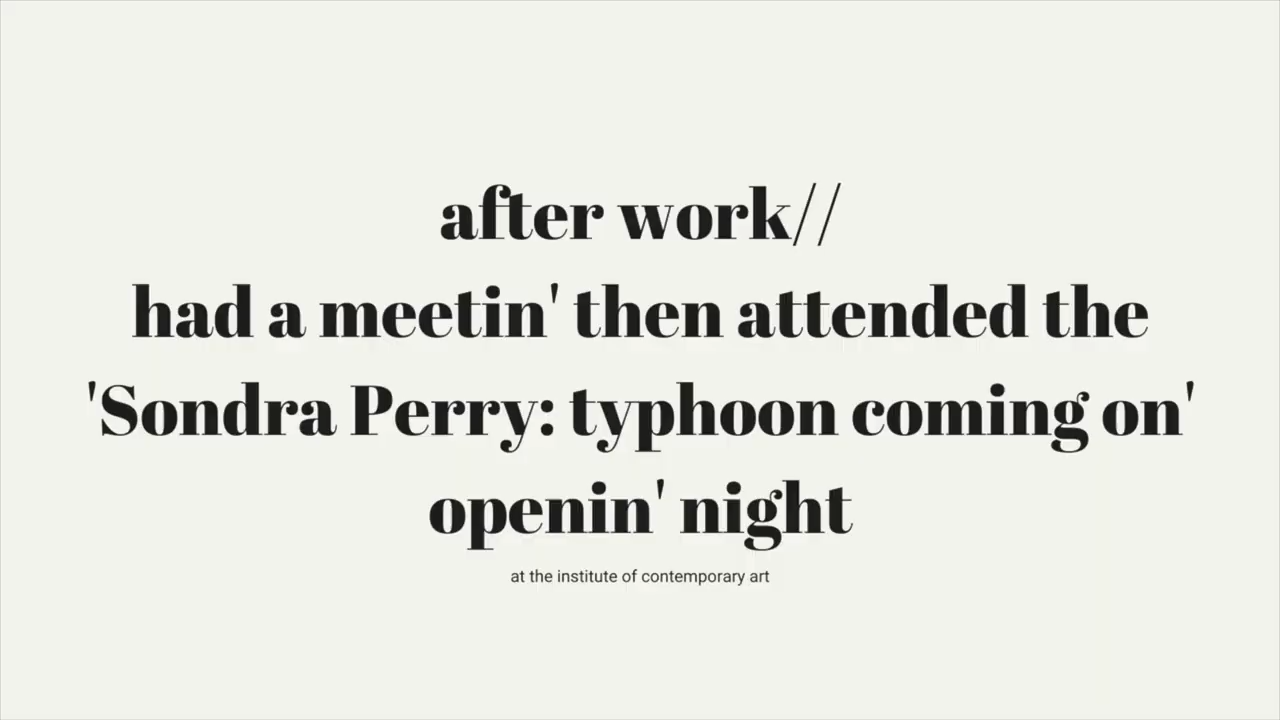 after work//
had a meetin' then attended the
'Sondra Perry: typhoon coming on'
openin' night
at the institute of contemporary art